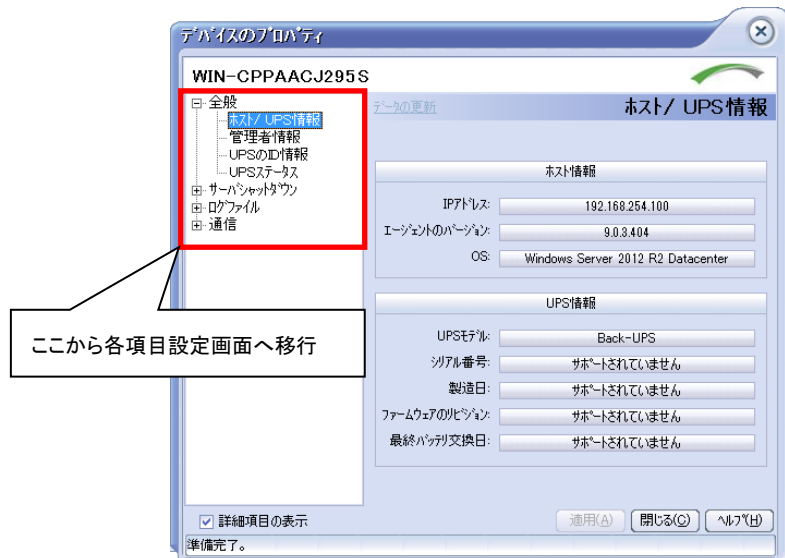 デバイスのプロパティ
WIN-CPPAACJ295S
全般
ホスト/ UPS情報
管理者情報
UPSのID情報
UPSステータス
サーバシャットダウン
ログファイル
通信
データの更新
ホスト/ UPS情報
ホスト情報
IPアドレス: 192.168.254.100
エージェントのバージョン: 9.0.3.404
OS: Windows Server 2012 R2 Datacenter
UPS情報
UPSモデル: Back-UPS
シリアル番号: サポートされていません
製造日: サポートされていません
ファームウェアのリビジョン: サポートされていません
最終バッテリ交換日: サポートされていません
ここから各項目設定画面へ移行
詳細項目の表示
適用(A) 閉じる(C) ヘルプ(H)
準備完了。